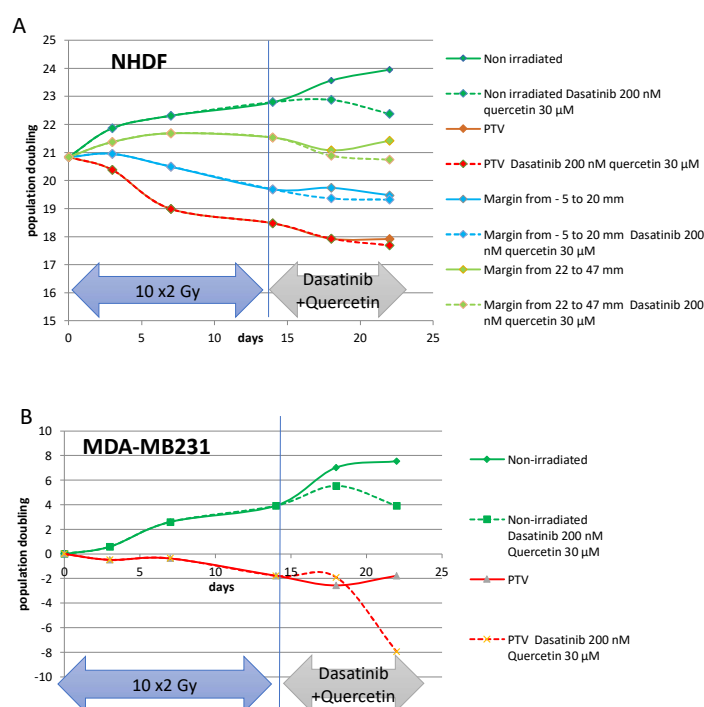 A
NHDF
25
24
23
22
21
20
19
18
17
16
15
population doubling
0
5
10
15
20
25
days
10 x2 Gy
Dasatinib
+Quercetin
Non irradiated
Non irradiated Dasatinib 200 nM
quercetin 30 µM
PTV
PTV Dasatinib 200 nM quercetin 30 µM
Margin from - 5 to 20 mm
Margin from - 5 to 20 mm Dasatinib 200
nM quercetin 30 µM
Margin from 22 to 47 mm
Margin from 22 to 47 mm Dasatinib 200
nM quercetin 30 µM
B
MDA-MB231
10
8
6
4
2
0
-2
-4
-6
-8
-10
population doubling
0
5
10
15
20
25
days
10 x2 Gy
Dasatinib
+Quercetin
Non-irradiated
Non-irradiated
Dasatinib 200 nM
Quercetin 30 µM
PTV
PTV Dasatinib 200 nM
Quercetin 30 µM